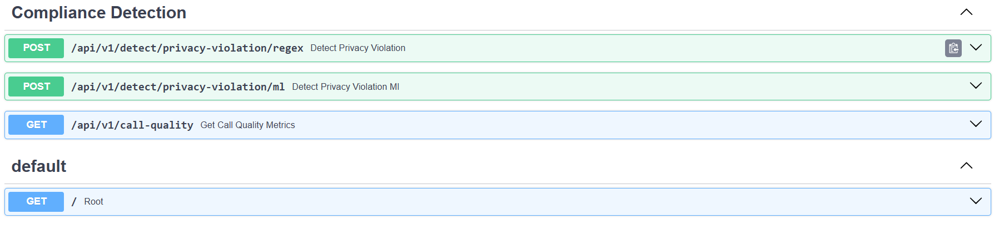 Compliance Detection
POST /api/v1/detect/privacy-violation/regex Detect Privacy Violation
POST /api/v1/detect/privacy-violation/ml Detect Privacy Violation Ml
GET /api/v1/call-quality Get Call Quality Metrics
default
GET / Root